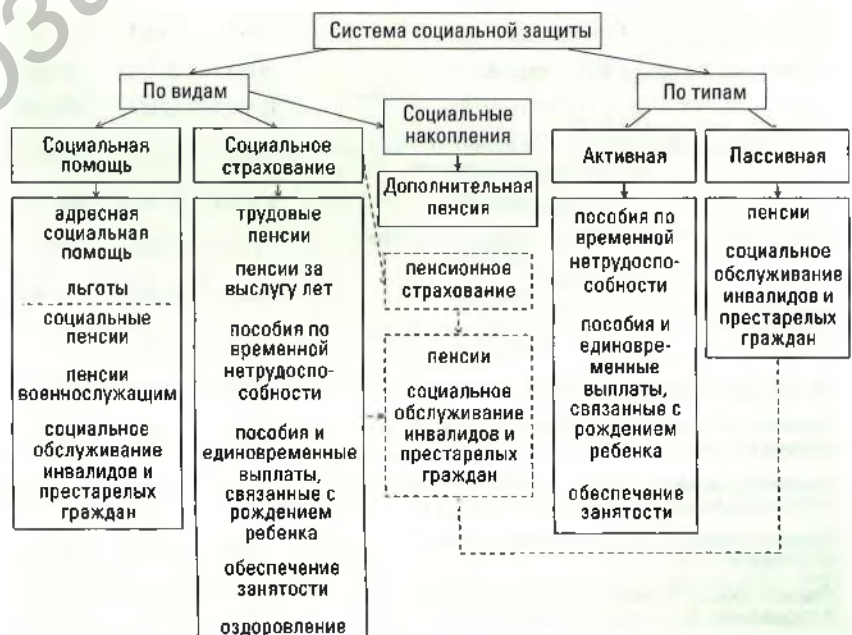 Система социальной защиты
По видам
По типам
Социальные
накопления
Социальная
помощь
Социальное
страхование
Активная
Пассивная
Дополнительная
пенсия
адресная
социальная
помощь
льготы
социальные
пенсии
пенсии
военнослужащим
социальное
обслуживание
инвалидов и
престарелых
граждан
трудовые
пенсии
пенсии за
выслугу лет
пособия по
временной
нетрудоспо-
собности
пособия и
единовременные
выплаты,
связанные с
рождением
ребенка
обеспечение
занятости
оздоровление
пенсионное
страхование
пенсии
социальное
обслуживание
инвалидов и
престарелых
граждан
пособия по
временной
нетрудоспо-
собности
пособия и
единовре-
менные
выплаты,
связанные с
рождением
ребенка
обеспечение
занятости
пенсии
социальное
обслуживание
инвалидов и
престарелых
граждан